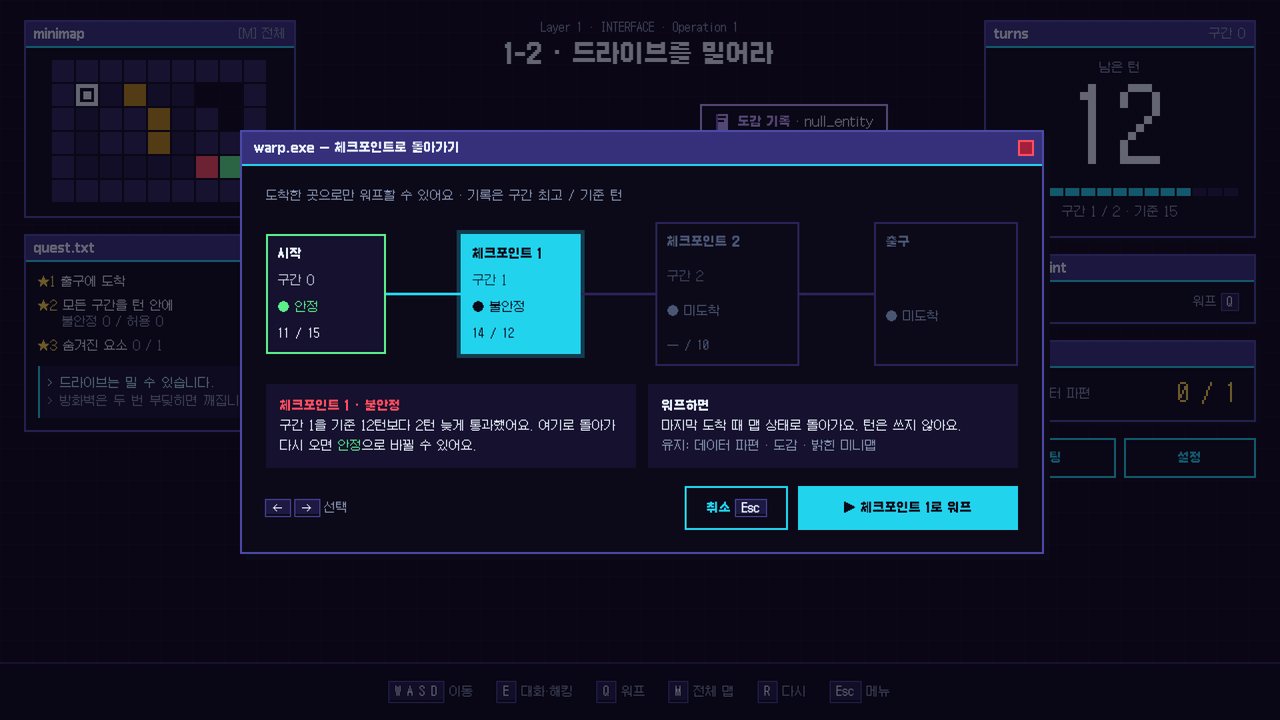 minimap
[M] 전체
Layer 1 · INTERFACE · Operation 1
1-2 · 드라이브를 밀어라
turns
구간 0
남은 턴
12
구간 1 / 2 · 기준 15
도감 기록 · null_entity
warp.exe — 체크포인트로 돌아가기
도착한 곳으로만 워프할 수 있어요 · 기록은 구간 최고 / 기준 턴
시작
구간 0
안정
11 / 15
체크포인트 1
구간 1
불안정
14 / 12
체크포인트 2
구간 2
미도착
— / 10
출구
미도착
체크포인트 1 · 불안정
구간 1을 기준 12턴보다 2턴 늦게 통과했어요. 여기로 돌아가
다시 오면 안정으로 바뀔 수 있어요.
워프하면
마지막 도착 때 맵 상태로 돌아가요. 턴은 쓰지 않아요.
유지: 데이터 파편 · 도감 · 밝힌 미니맵
← → 선택
취소 Esc
▶ 체크포인트 1로 워프
quest.txt
★1 출구에 도착
★2 모든 구간을 턴 안에
불안정 0 / 허용 0
★3 숨겨진 요소 0 / 1
› 드라이브는 밀 수 있습니다.
› 방화벽은 두 번 부딪히면 깨집니
int
워프 Q
터 파편
0 / 1
팅
설정
W A S D 이동
E 대화·해킹
Q 워프
M 전체 맵
R 다시
Esc 메뉴